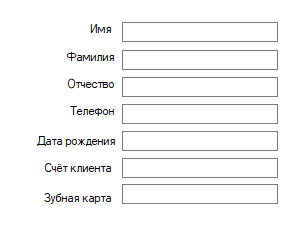 Имя
Фамилия
Отчество
Телефон
Дата рождения
Счёт клиента
Зубная карта